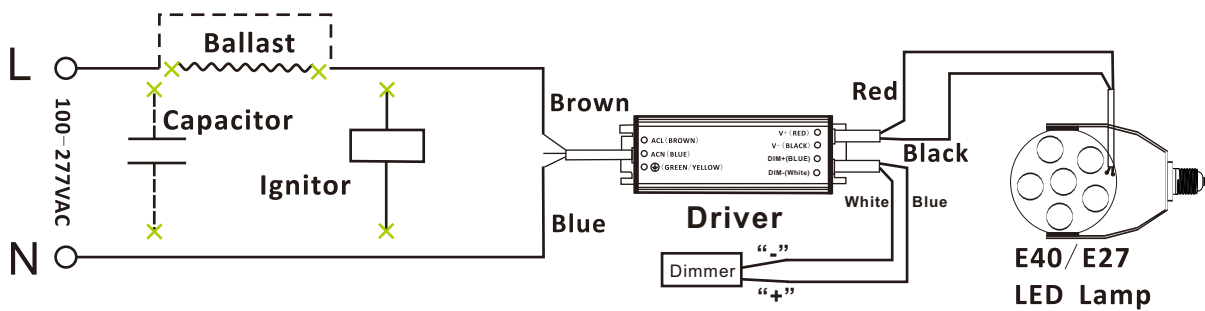 Ballast
L
100-277VAC
Capacitor
Ignitor
N
Brown
Blue
ACL(BROWN)
ACN(BLUE)
(GREEN/YELLOW)
V+(RED)
V-(BLACK)
DIM+(BLUE)
DIM-(White)
Driver
Red
Black
White
Blue
Dimmer
“-”
“+”
E40/E27
LED Lamp